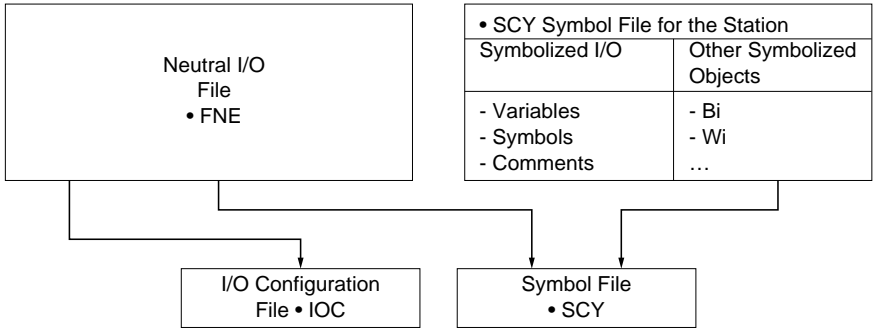 Neutral I/O
File
• FNE
• SCY Symbol File for the Station
Symbolized I/O
Other Symbolized
Objects
- Variables
- Symbols
- Comments
- Bi
- Wi
…
I/O Configuration
File • IOC
Symbol File
• SCY